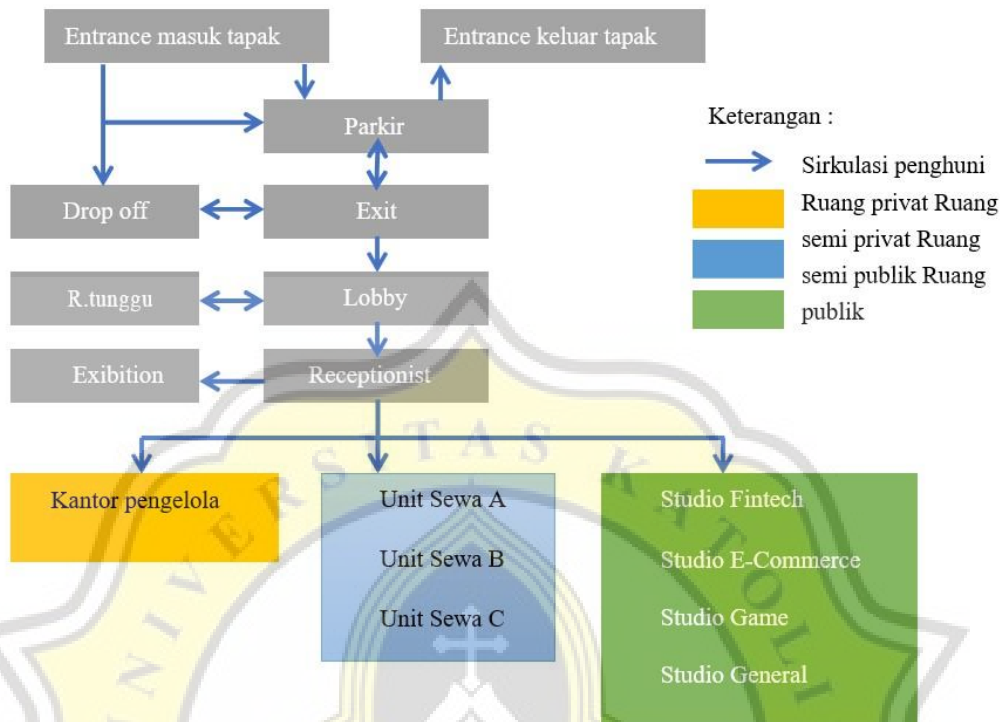 Entrance masuk tapak
Entrance keluar tapak
Parkir
Keterangan :
Sirkulasi penghuni
Drop off
Exit
Ruang privat Ruang
semi privat Ruang
semi publik Ruang
publik
R.tunggu
Lobby
Exibition
Receptionist
UNIVERSITAS KATOLI
Kantor pengelola
Unit Sewa A
Unit Sewa B
Unit Sewa C
Studio Fintech
Studio E-Commerce
Studio Game
Studio General